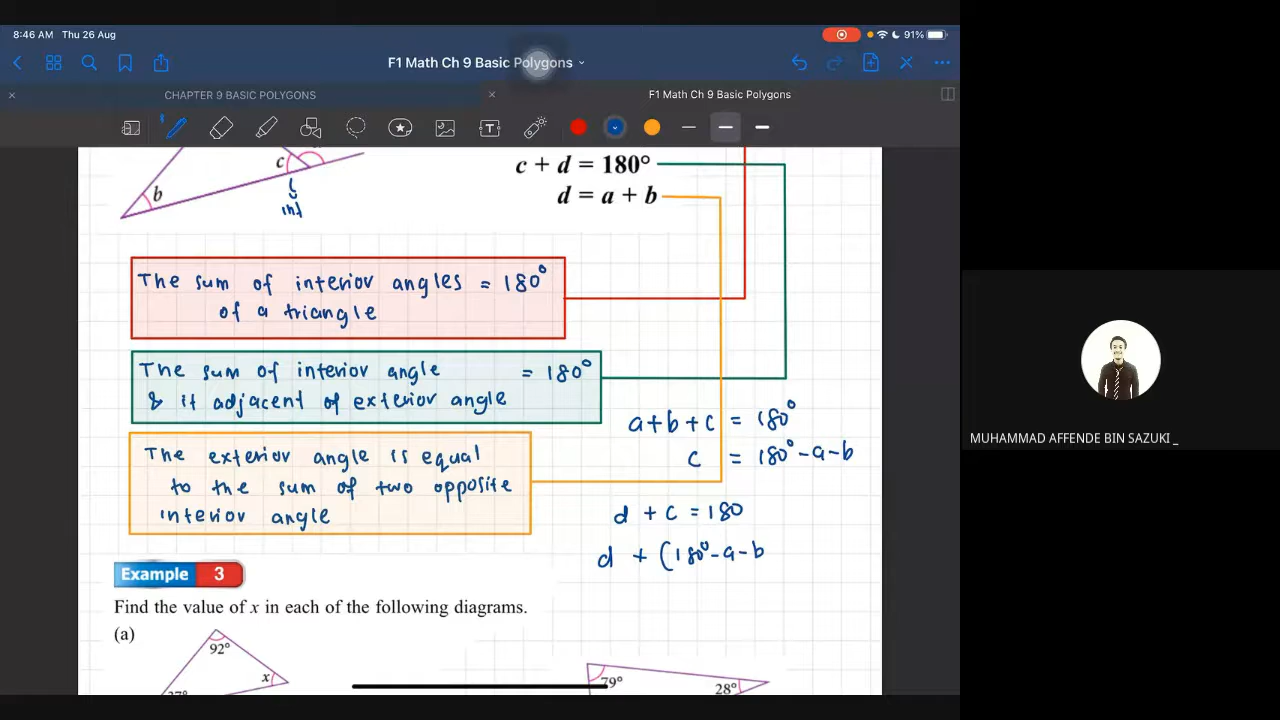 8:46 AM Thu 26 Aug
91%
F1 Math Ch 9 Basic Polygons
CHAPTER 9 BASIC POLYGONS
F1 Math Ch 9 Basic Polygons
c
b
int
c + d = 180°
d = a + b
The sum of interior angles = 180°
of a triangle
The sum of interior angle = 180°
& it adjacent of exterior angle
The exterior angle is equal
to the sum of two opposite
interior angle
a+b+c = 180°
c = 180°-a-b
d + c = 180
d + (180°-a-b
Example 3
Find the value of x in each of the following diagrams.
(a)
92°
x
79°
28°
MUHAMMAD AFFENDE BIN SAZUKI _